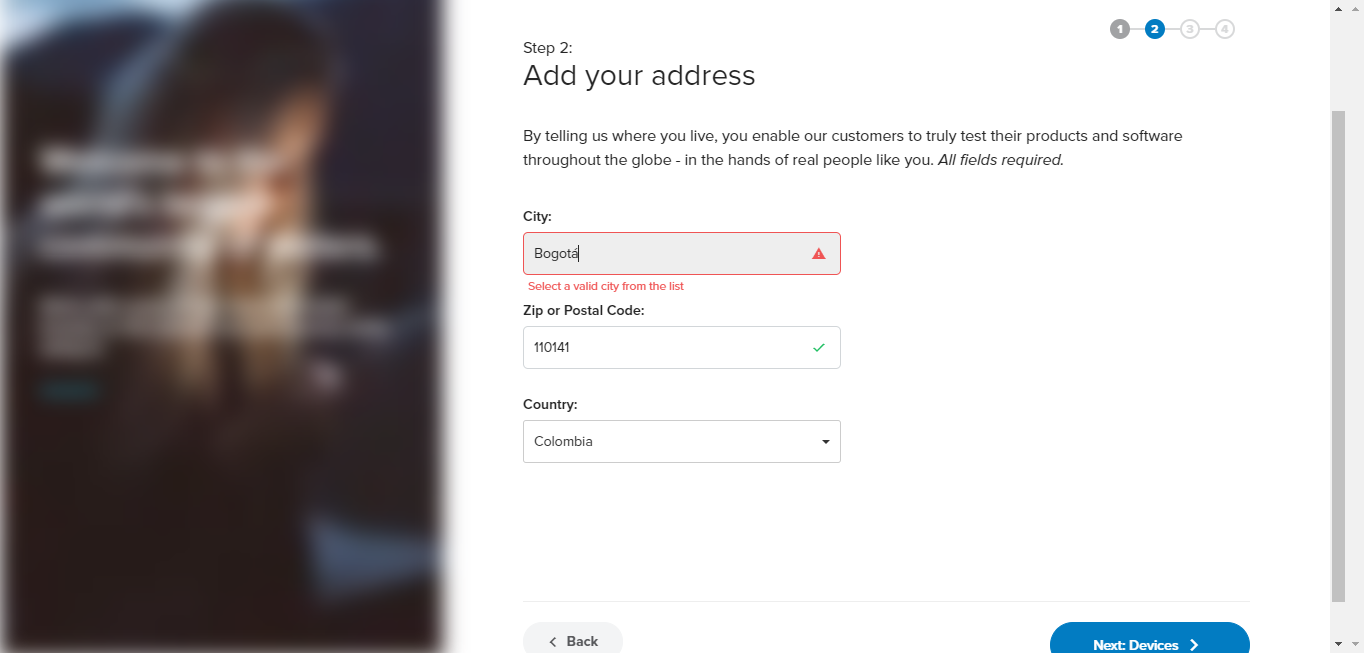 1 2 3 4
Step 2:
Add your address
By telling us where you live, you enable our customers to truly test their products and software
throughout the globe - in the hands of real people like you. All fields required.
City:
Bogotá
Select a valid city from the list
Zip or Postal Code:
110141
Country:
Colombia
Back
Next: Devices